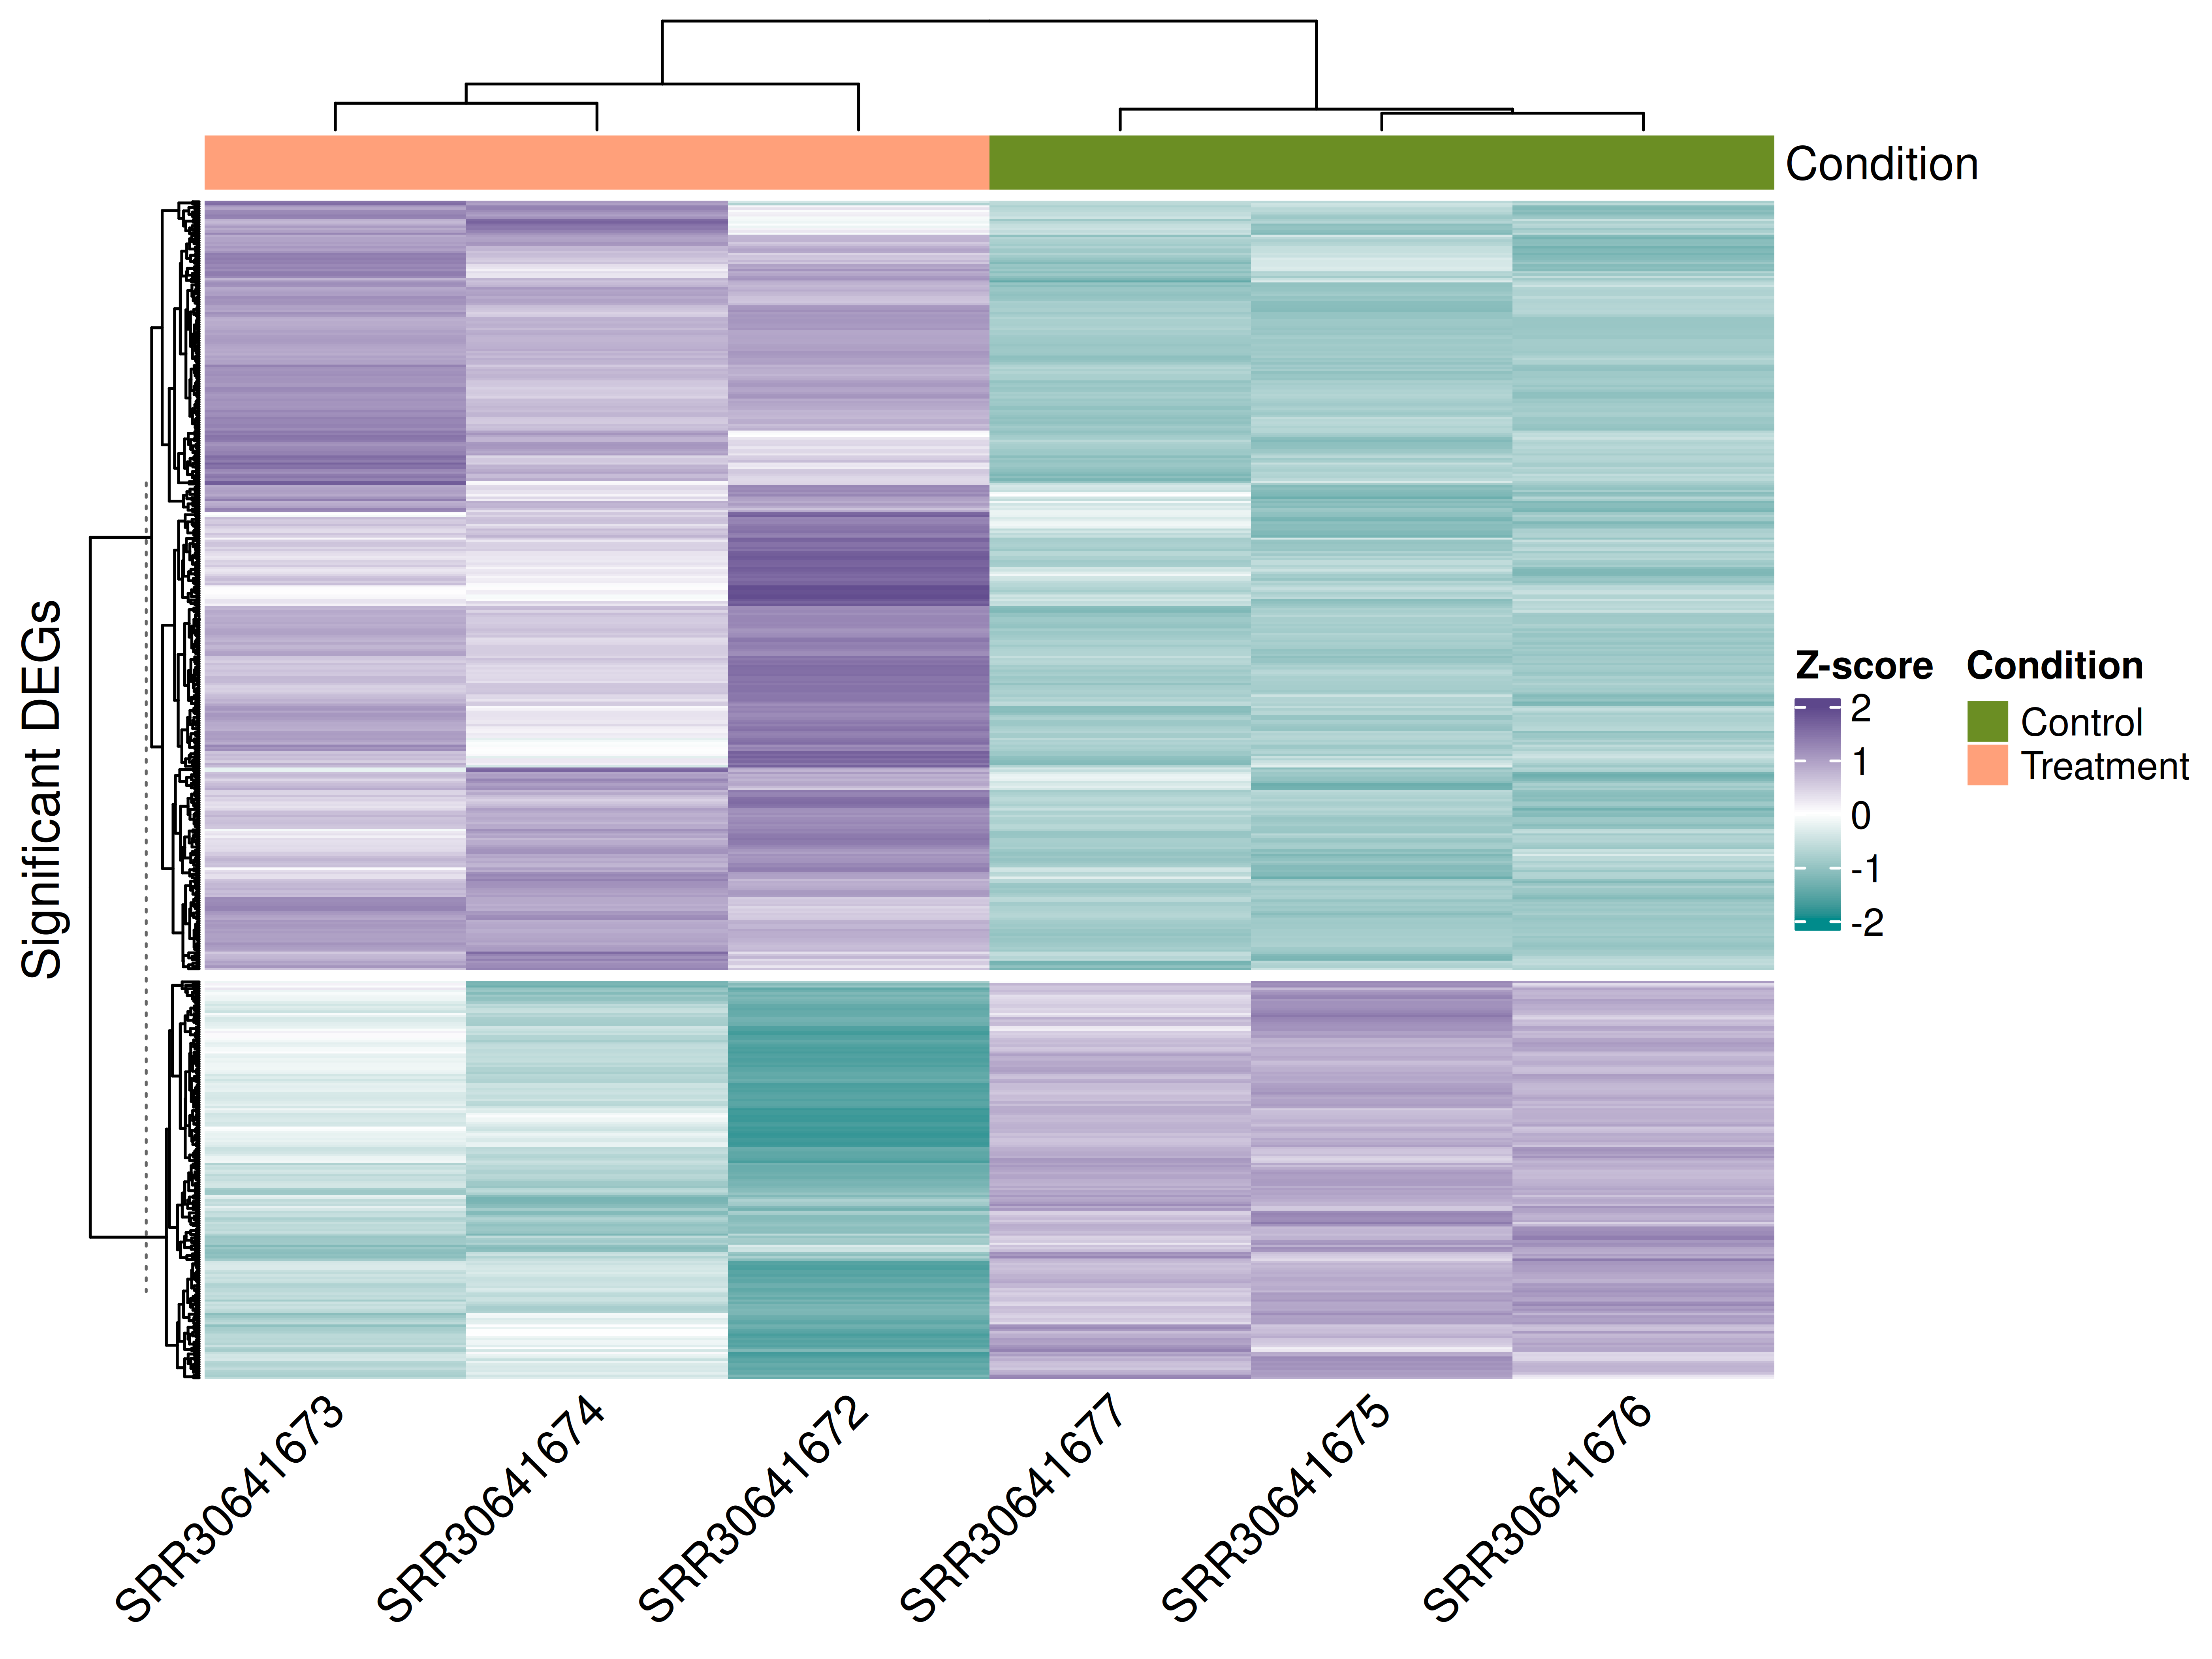 Condition
Significant DEGs
Z-score
2
1
0
-1
-2
Condition
Control
Treatment
SRR30641673
SRR30641674
SRR30641672
SRR30641677
SRR30641675
SRR30641676